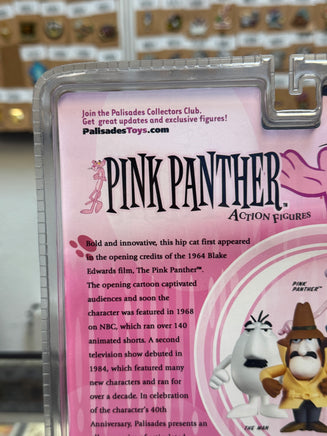 Join the Palisades Collectors Club.
Get great updates and exclusive figures!
PalisadesToys.com
PINK PANTHER™
ACTION FIGURES
Bold and innovative, this hip cat first appeared
in the opening credits of the 1964 Blake
Edwards film, The Pink Panther™.
The opening cartoon captivated
audiences and soon the
character was featured in 1968
on NBC, which ran over 140
animated shorts. A second
television show debuted in
1984, which featured many
new characters and ran for
over a decade. In celebration
of the character's 40th
Anniversary, Palisades presents an
PINK
PANTHER™
THE MAN